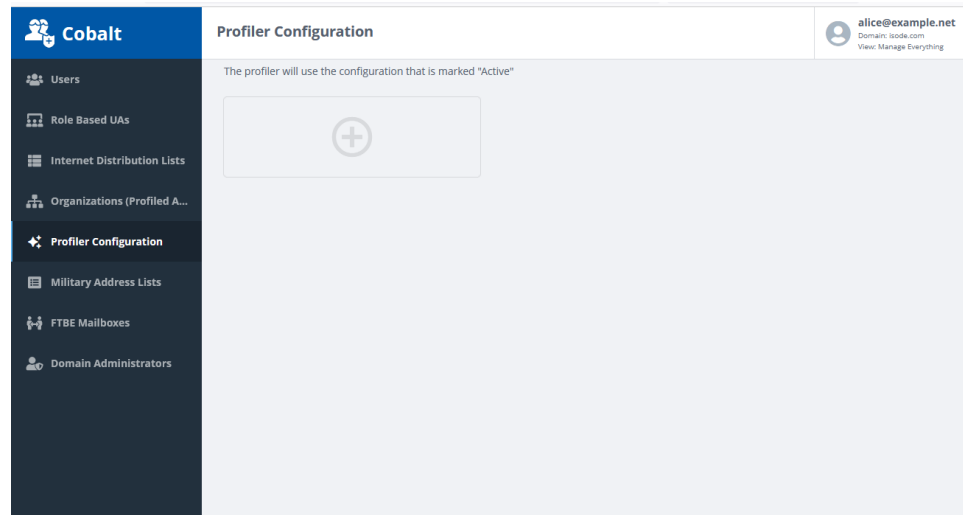 Cobalt
Users
Role Based UAs
Internet Distribution Lists
Organizations (Profiled A...
Profiler Configuration
Military Address Lists
FTBE Mailboxes
Domain Administrators
Profiler Configuration
alice@example.net
Domain: isode.com
View: Manage Everything
The profiler will use the configuration that is marked "Active"